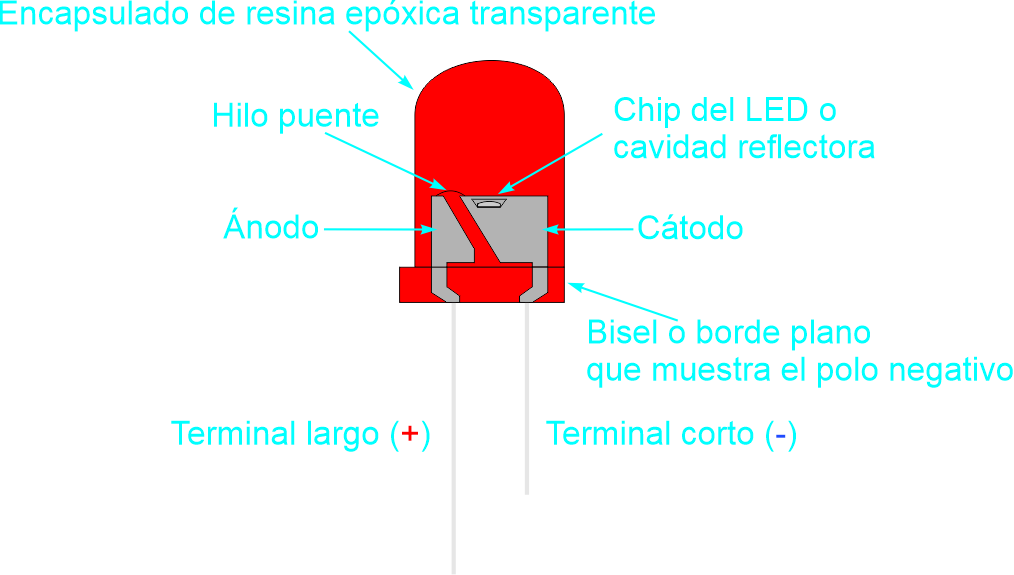 Encapsulado de resina epóxica transparente
Hilo puente
Chip del LED o
cavidad reflectora
Ánodo
Cátodo
Bisel o borde plano
que muestra el polo negativo
Terminal largo (+)
Terminal corto (-)